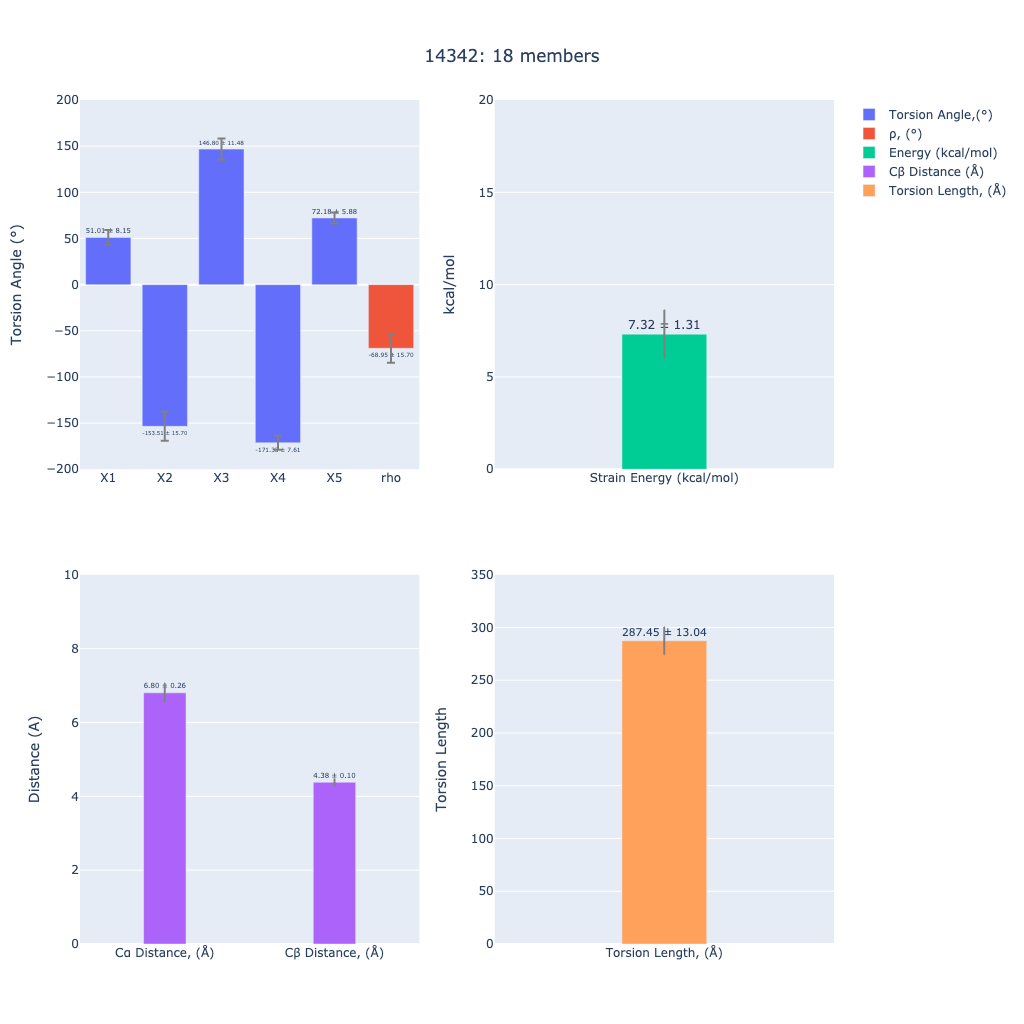 14342: 18 members
Torsion Angle (°)
200
150
100
50
0
−50
−100
−150
−200
51.01 ± 8.15
-153.51 ± 15.70
146.80 ± 11.48
± 7.61
72.18 ± 5.88
-68.95 ± 15.70
X1 X2 X3 X4 X5 rho
kcal/mol
20
15
10
5
0
7.32 ± 1.31
Strain Energy (kcal/mol)
Torsion Angle,(°)
ρ, (°)
Energy (kcal/mol)
Cβ Distance (Å)
Torsion Length, (Å)
Distance (A)
10
8
6
4
2
0
6.80 ± 0.26
4.38 ± 0.10
Cα Distance, (Å) Cβ Distance, (Å)
Torsion Length
350
300
250
200
150
100
50
0
287.45 ± 13.04
Torsion Length, (Å)